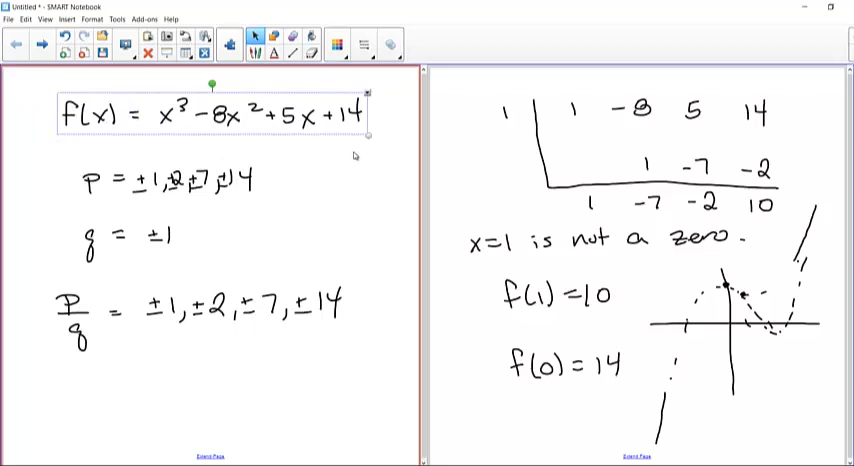 Untitled * - SMART Notebook
File Edit View Insert Format Tools Add-ons Help
f(x) = x³ - 8x² + 5x + 14
p = ±1, ±2, ±7, ±14
q = ±1
p/q = ±1, ±2, ±7, ±14
Extend Page
1 | 1 -8 5 14
1 -7 -2
1 -7 -2 10
x=1 is not a zero.
f(1) = 10
f(0) = 14
Extend Page